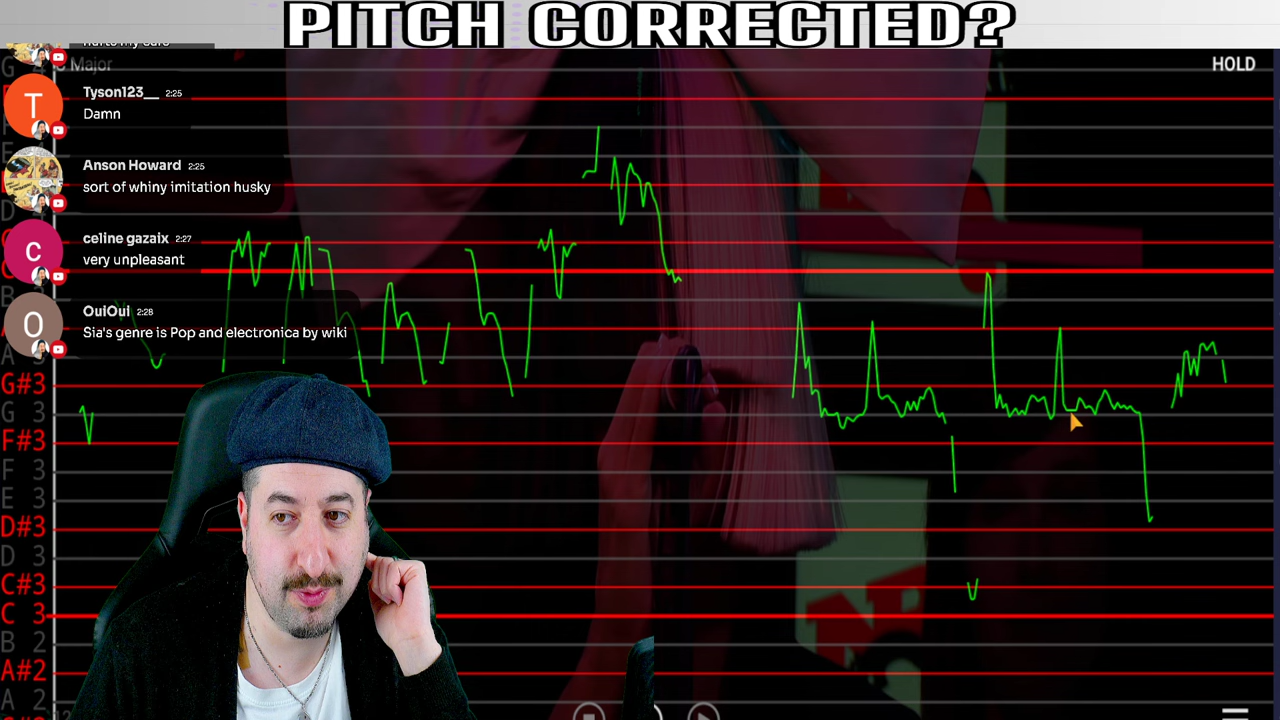 PITCH CORRECTED?
Major
HOLD
Tyson123__ 2:25
Damn
Anson Howard 2:25
sort of whiny imitation husky
celine gazaix 2:27
very unpleasant
OuiOui 2:28
Sia's genre is Pop and electronica by wiki
T
C
O
G#3
G 3
F#3
F 3
E 3
D#3
D 3
C#3
C 3
B 2
A#2
A 2